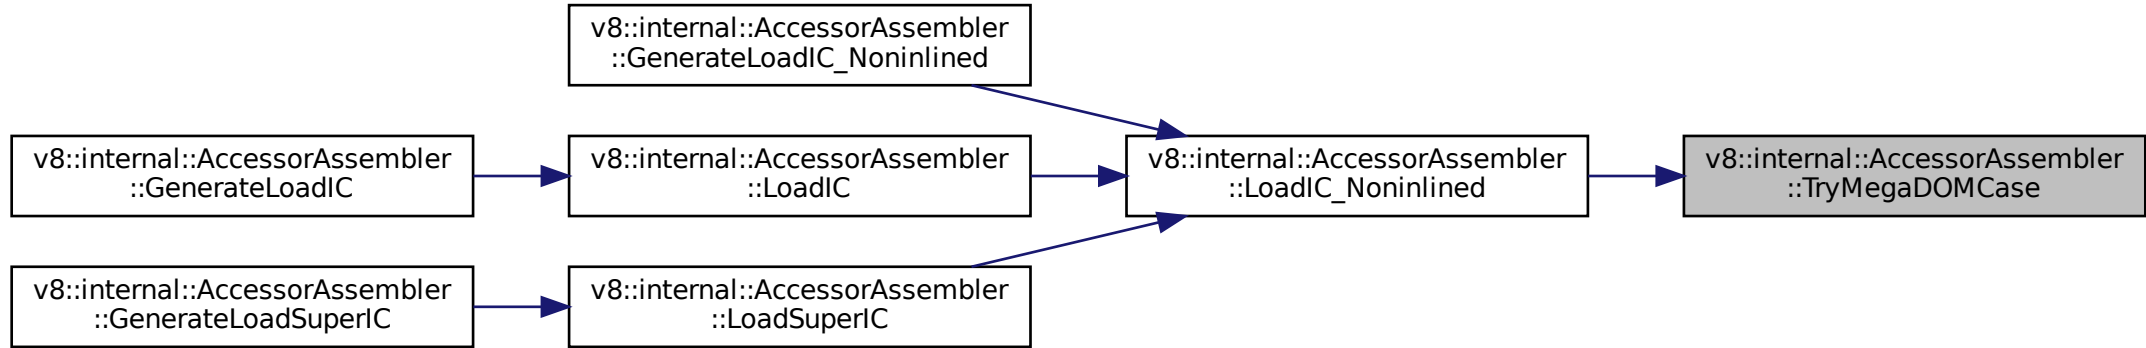 v8::internal::AccessorAssembler
::GenerateLoadIC_Noninlined
v8::internal::AccessorAssembler
::GenerateLoadIC
v8::internal::AccessorAssembler
::LoadIC
v8::internal::AccessorAssembler
::LoadIC_Noninlined
v8::internal::AccessorAssembler
::TryMegaDOMCase
v8::internal::AccessorAssembler
::GenerateLoadSuperIC
v8::internal::AccessorAssembler
::LoadSuperIC